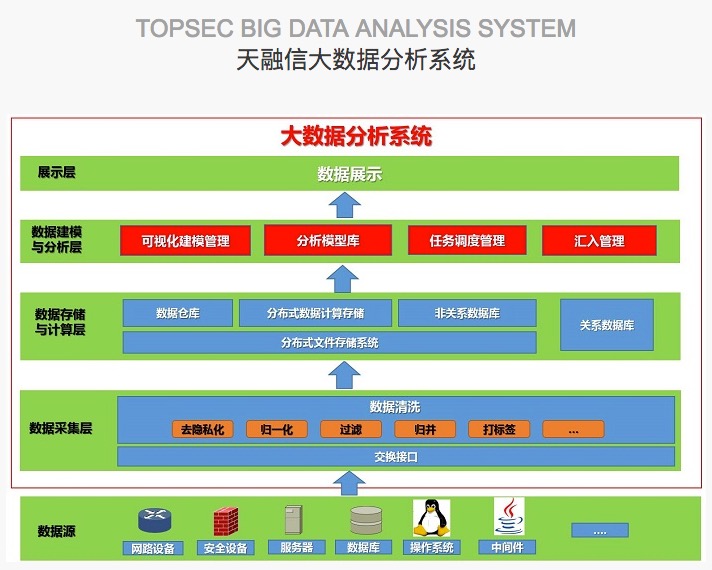 TOPSEC BIG DATA ANALYSIS SYSTEM
天融信大数据分析系统
大数据分析系统
展示层
数据展示
数据建模
与分析层
可视化建模管理
分析模型库
任务调度管理
汇入管理
数据存储
与计算层
数据仓库
分布式数据计算存储
非关系数据库
关系数据库
分布式文件存储系统
数据采集层
数据清洗
去隐私化
归一化
过滤
归并
打标签
...
交换接口
数据源
网路设备
安全设备
服务器
数据库
操作系统
中间件
....